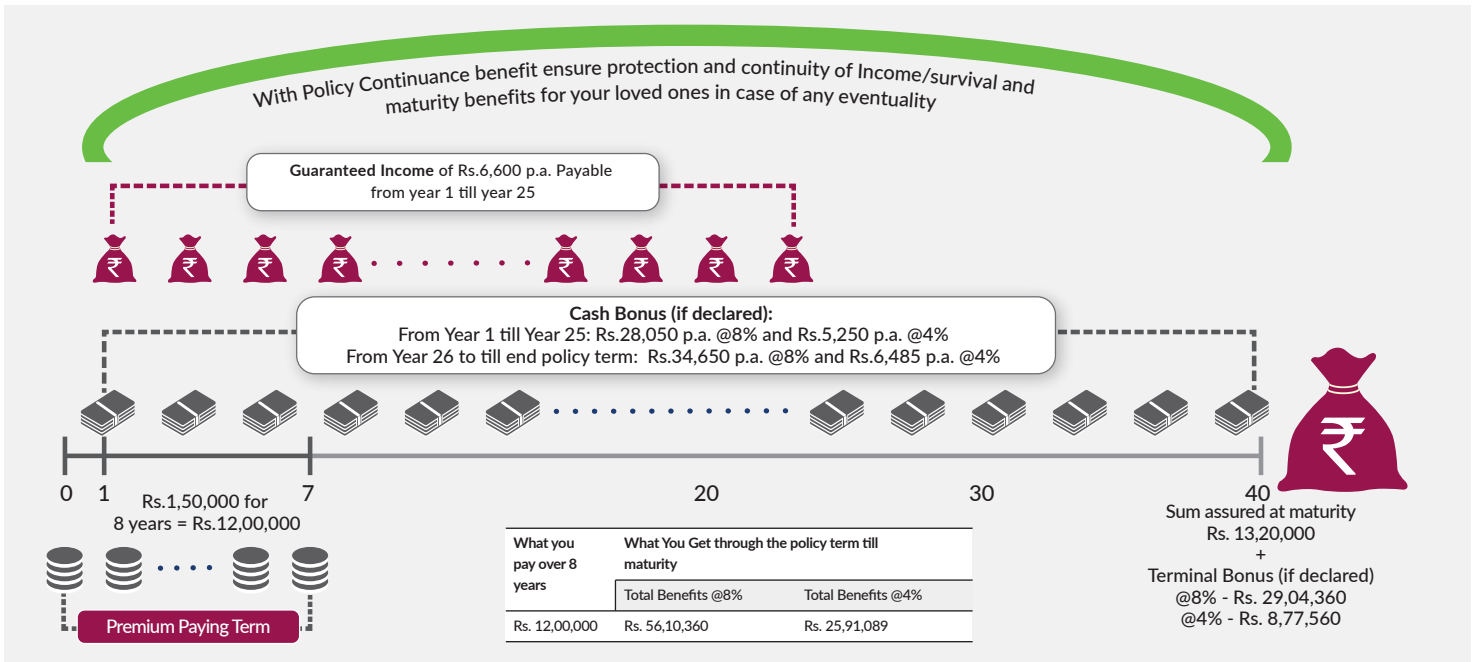 With Policy Continuance benefit ensure protection and continuity of Income/survival and
maturity benefits for your loved ones in case of any eventuality
Guaranteed Income of Rs.6,600 p.a. Payable
from year 1 till year 25
₹ ₹ ₹ ₹ ₹ ₹ ₹ ₹
Cash Bonus (if declared):
From Year 1 till Year 25: Rs.28,050 p.a. @8% and Rs.5,250 p.a. @4%
From Year 26 to till end policy term: Rs.34,650 p.a. @8% and Rs.6,485 p.a. @4%
₹
0 1 7 20 30 40
Rs.1,50,000 for
8 years = Rs.12,00,000
Premium Paying Term
What you
pay over 8
years
What You Get through the policy term till
maturity
Total Benefits @8% Total Benefits @4%
Rs. 12,00,000 Rs. 56,10,360 Rs. 25,91,089
Sum assured at maturity
Rs. 13,20,000
+
Terminal Bonus (if declared)
@8% - Rs. 29,04,360
@4% - Rs. 8,77,560